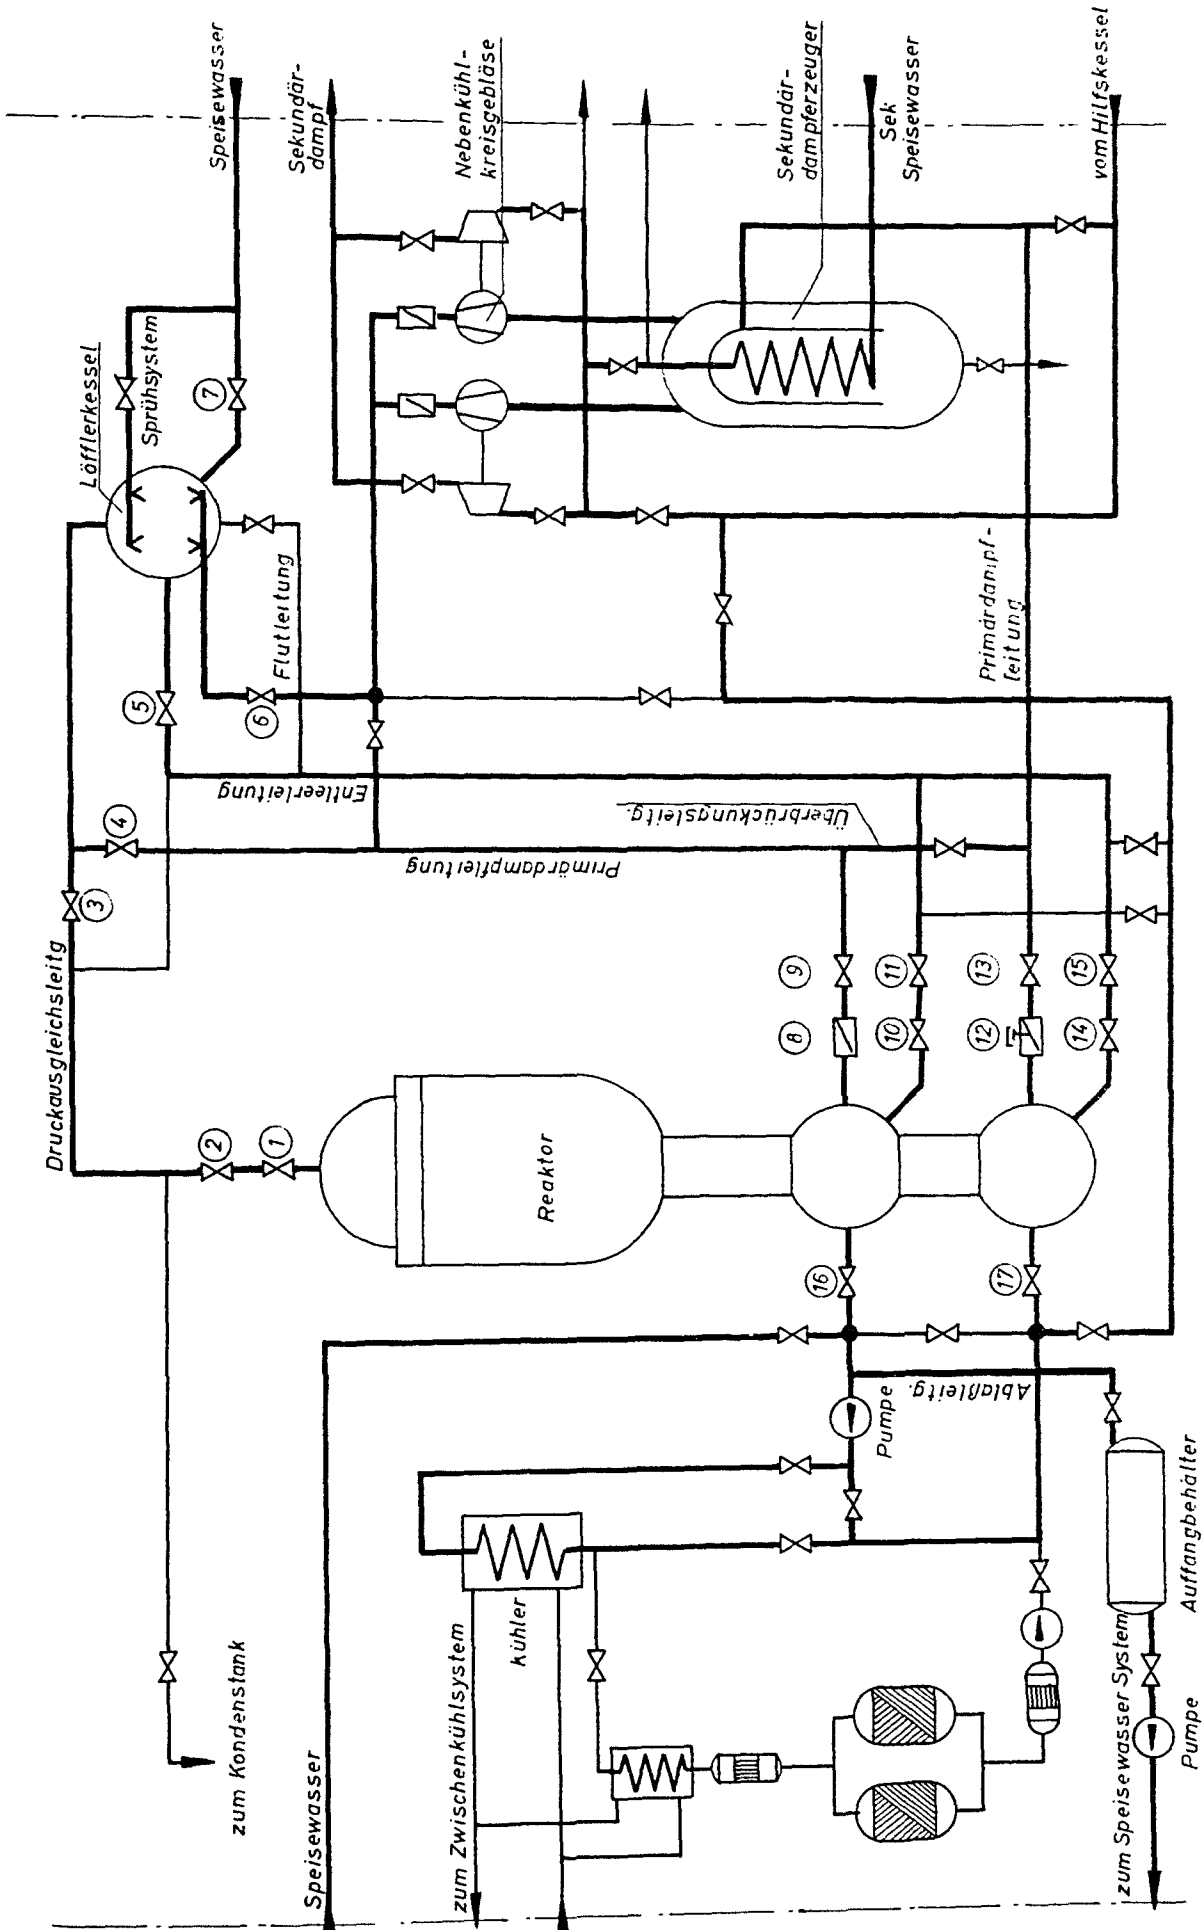 Speisewasser
Sekundär-
dampf
Nebenkühl-
kreisgebläse
Sekundär-
dampferzeuger
Sek
Speisewasser
vom Hilfskessel
Löfflerkessel
Sprühsystem
7
Flutleitung
5
6
Primärdampf-
leitung
Entleerleitung
Überbrückungsleitg.
4
Primärdampfleitung
3
Druckausgleichsleitg
9
11
13
15
8
10
12
14
2
1
Reaktor
16
17
Ablaßleitg.
Pumpe
Kühler
Auffangbehälter
zum Kondenstank
Speisewasser
zum Zwischenkühlsystem
zum Speisewasser System
Pumpe